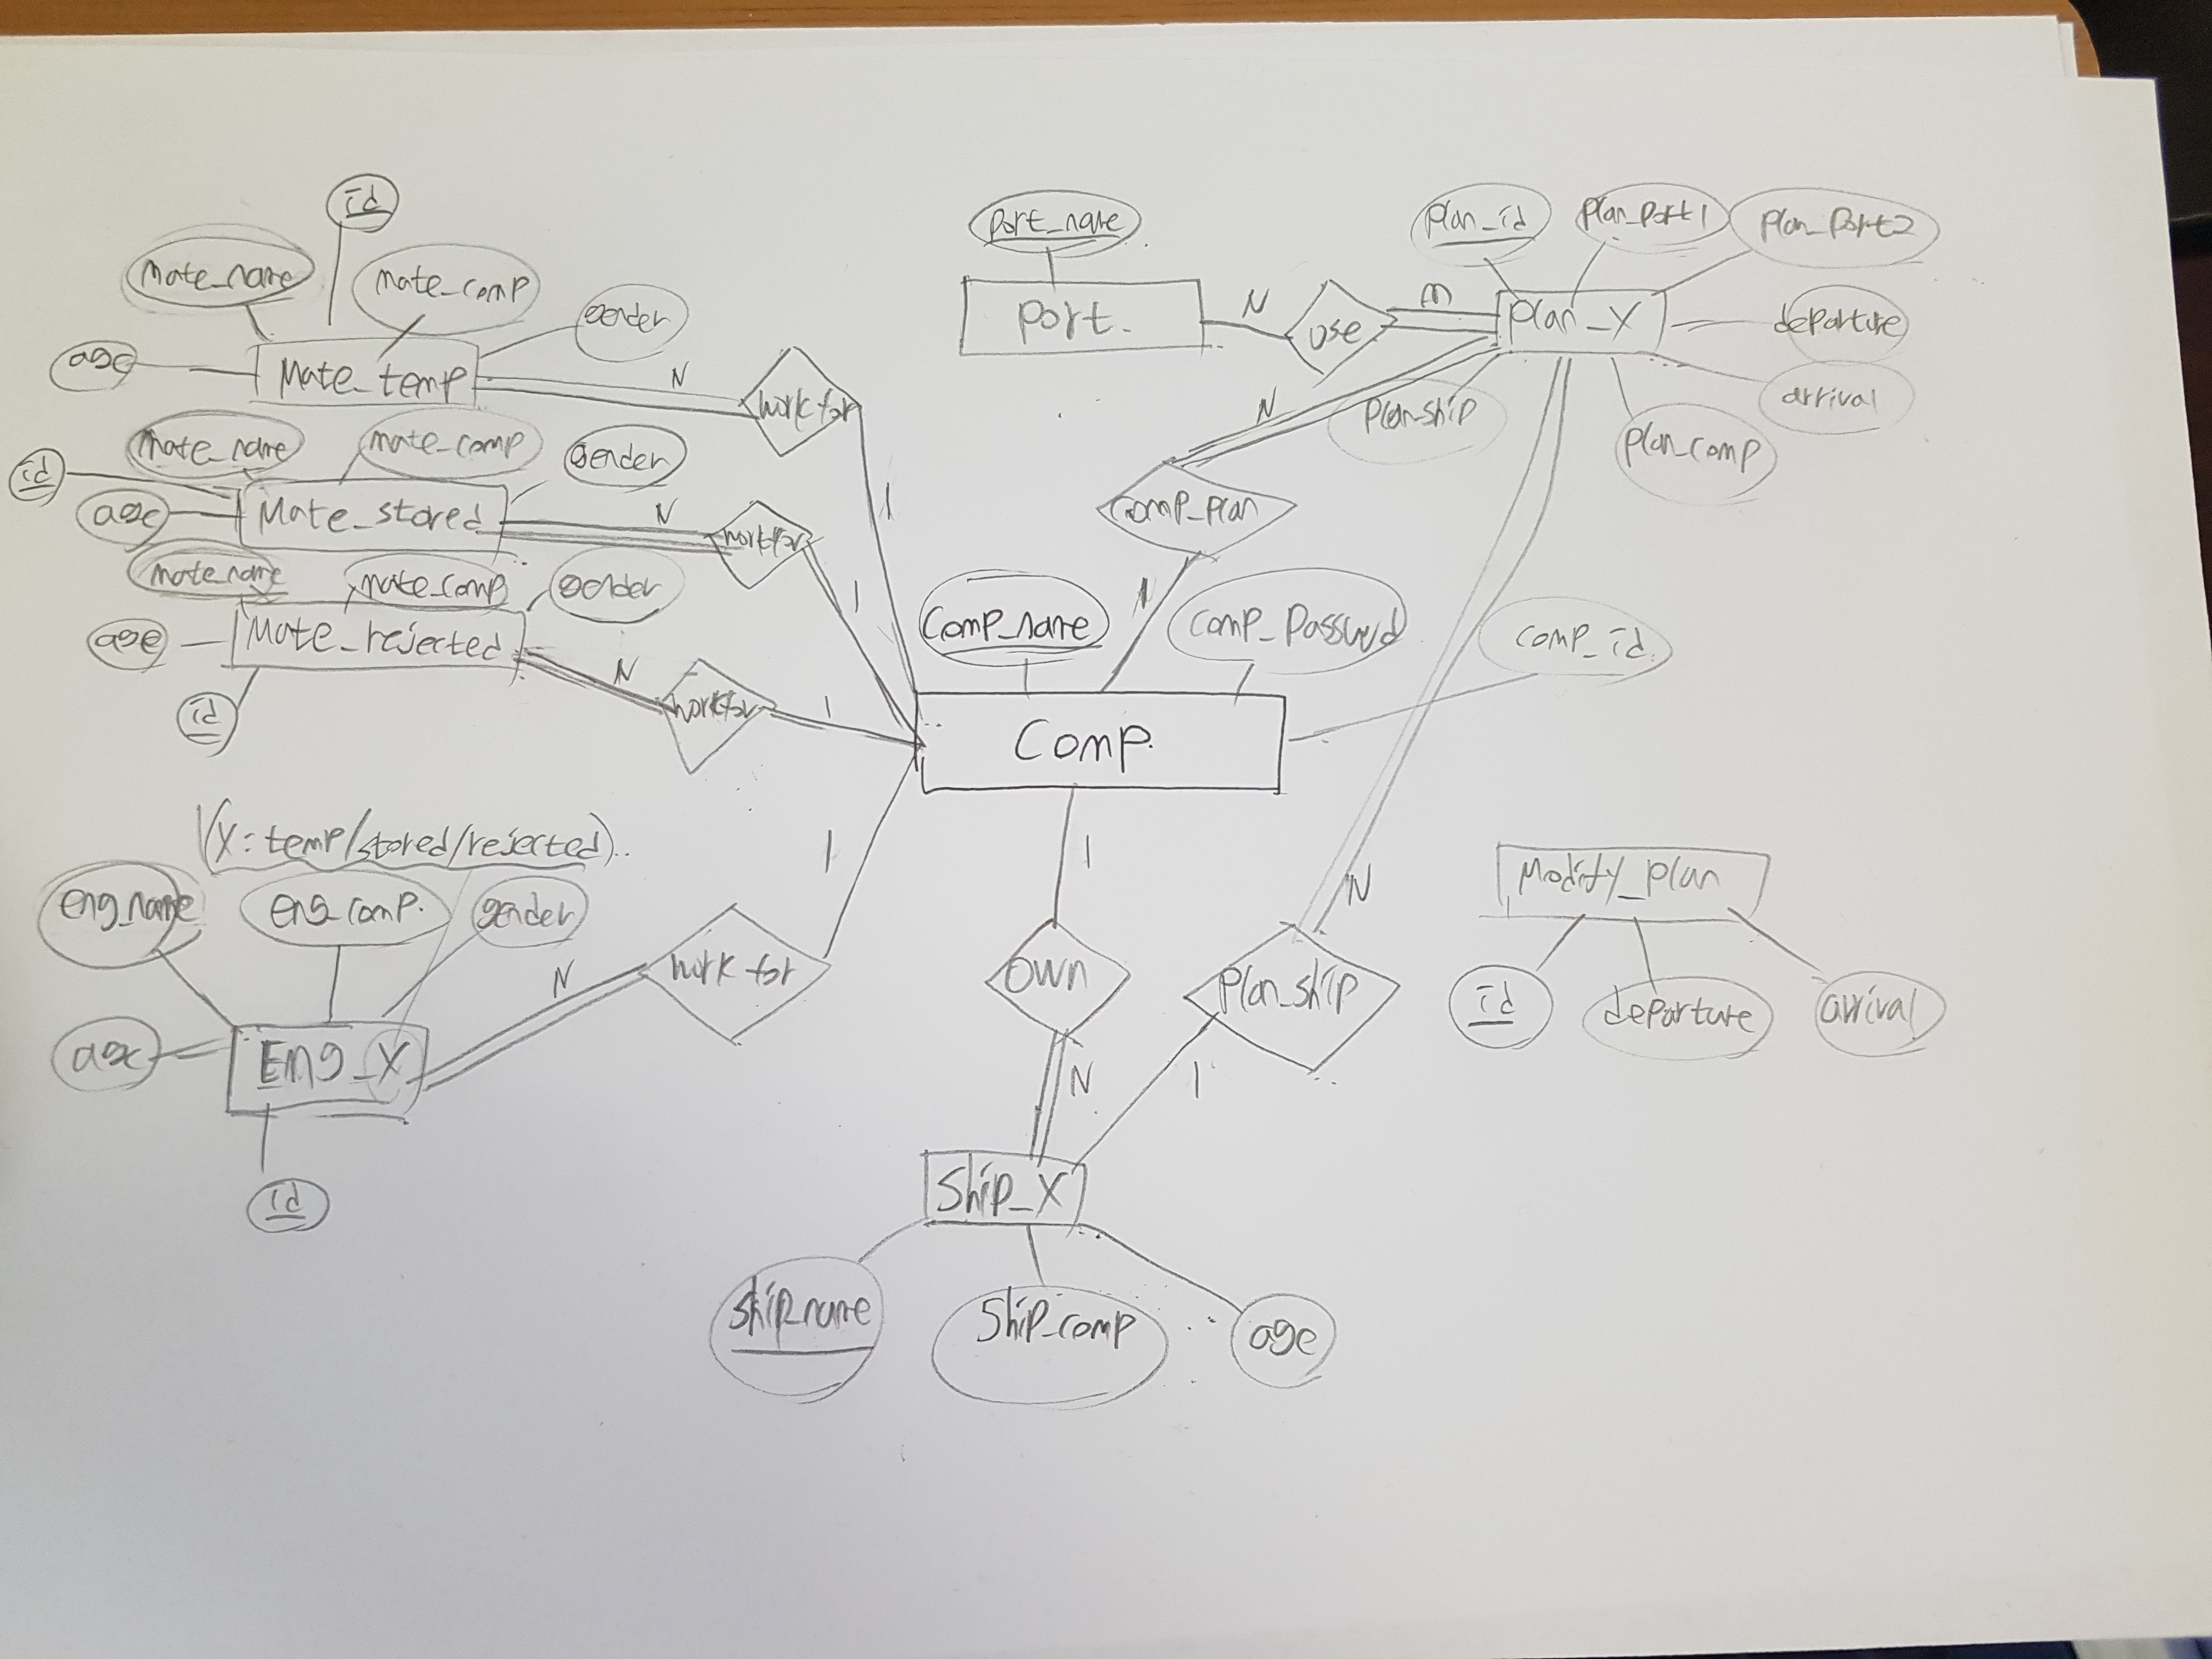 id
mate_name
mate_comp
gender
age
Mate_temp
N
work for
1
mate_name
mate_comp
gender
id
age
Mate_stored
N
work for
1
mate_name
mate_comp
gender
age
Mate_rejected
N
work for
1
id
port_name
port.
N
use
m
plan_id
plan_port1
plan_port2
plan_X
departure
arrival
plan_ship
plan_comp
N
comp_plan
1
Comp_name
comp_Passwd
comp_id.
Comp.
(X: temp/stored/rejected)..
eng_name
eng_comp.
gender
age
Eng_X
id
N
work for
1
1
own
N
N
Plan_ship
1
Ship_X
ship_name
Ship_comp
age
Modify_plan
id
departure
arrival